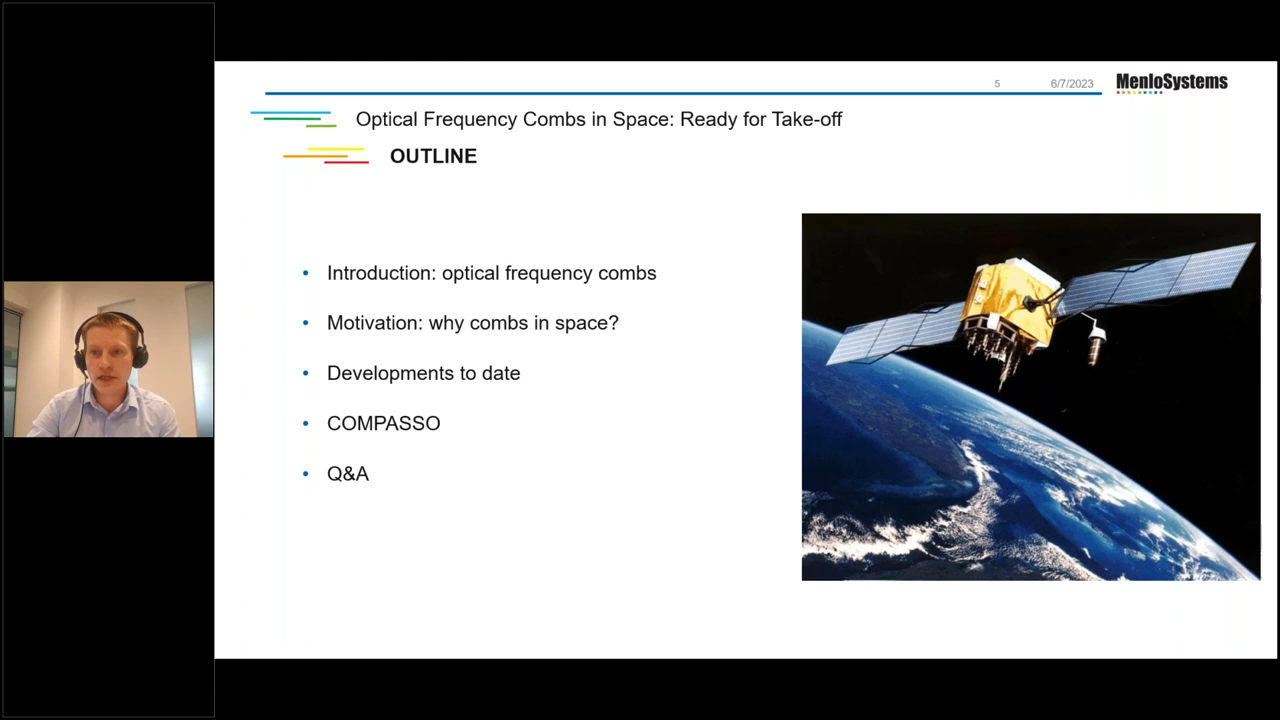 5 6/7/2023 MenloSystems
Optical Frequency Combs in Space: Ready for Take-off
OUTLINE
• Introduction: optical frequency combs
• Motivation: why combs in space?
• Developments to date
• COMPASSO
• Q&A